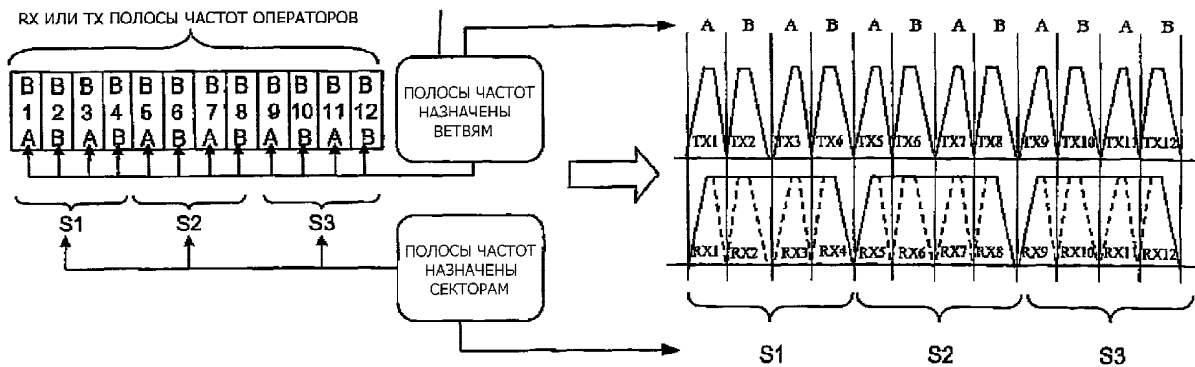 RX ИЛИ TX ПОЛОСЫ ЧАСТОТ ОПЕРАТОРОВ
B B B B B B B B B B B B
1 2 3 4 5 6 7 8 9 10 11 12
A B A B A B A B A B A B
S1 S2 S3
ПОЛОСЫ ЧАСТОТ
НАЗНАЧЕНЫ
ВЕТВЯМ
ПОЛОСЫ ЧАСТОТ
НАЗНАЧЕНЫ
СЕКТОРАМ
A B A B A B A B A B A B
TX1 TX2 TX3 TX4 TX5 TX6 TX7 TX8 TX9 TX10 TX11 TX12
RX1 RX2 RX3 RX4 RX5 RX6 RX7 RX8 RX9 RX10 RX1 RX12
S1 S2 S3